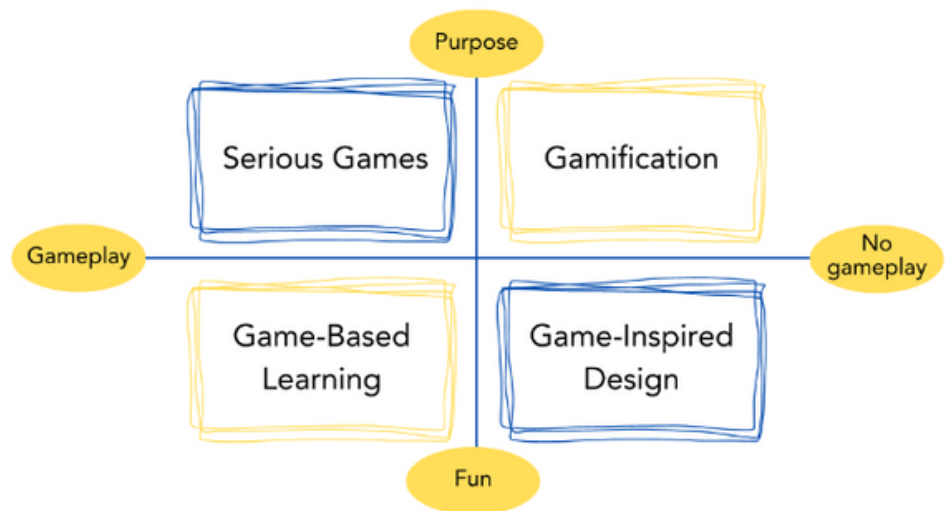 Purpose
Serious Games
Gamification
Gameplay
No
gameplay
Game-Based
Learning
Game-Inspired
Design
Fun